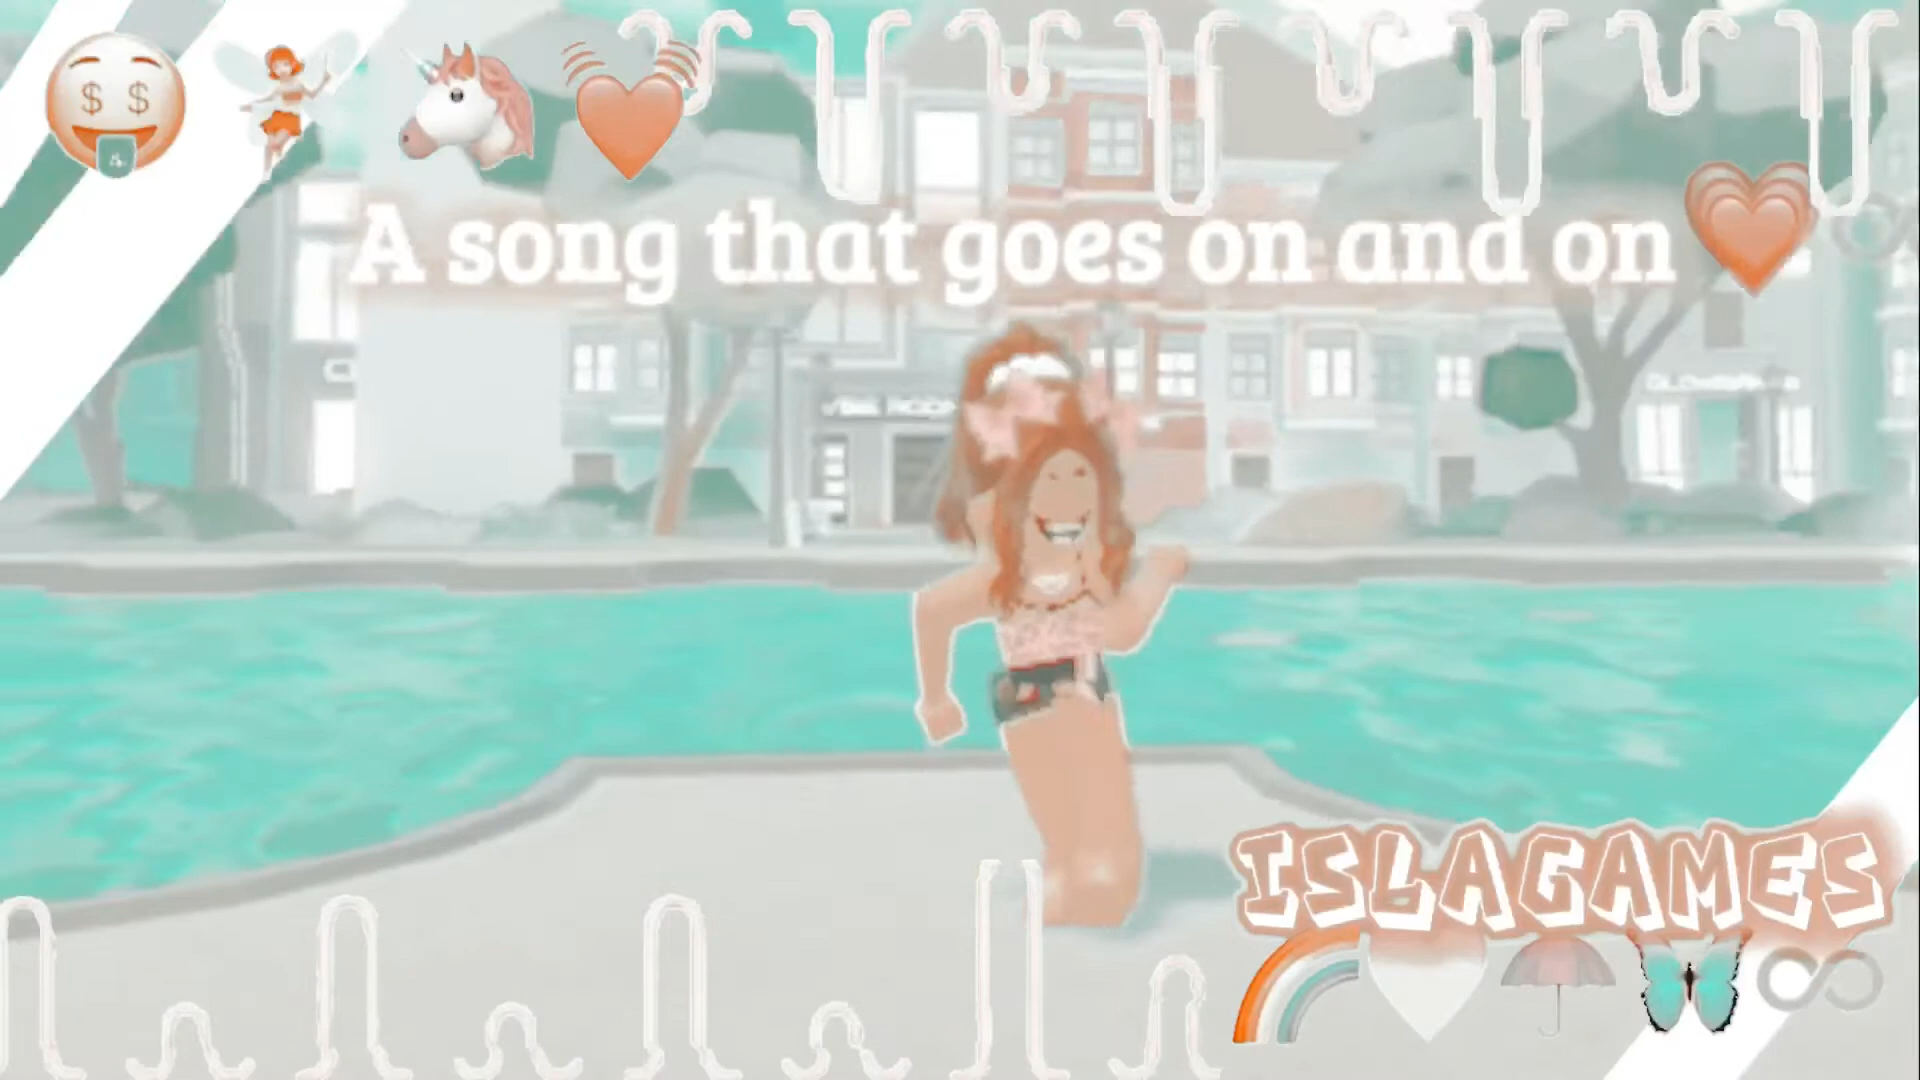 $ $
A song that goes on and on
ISLAGAMES